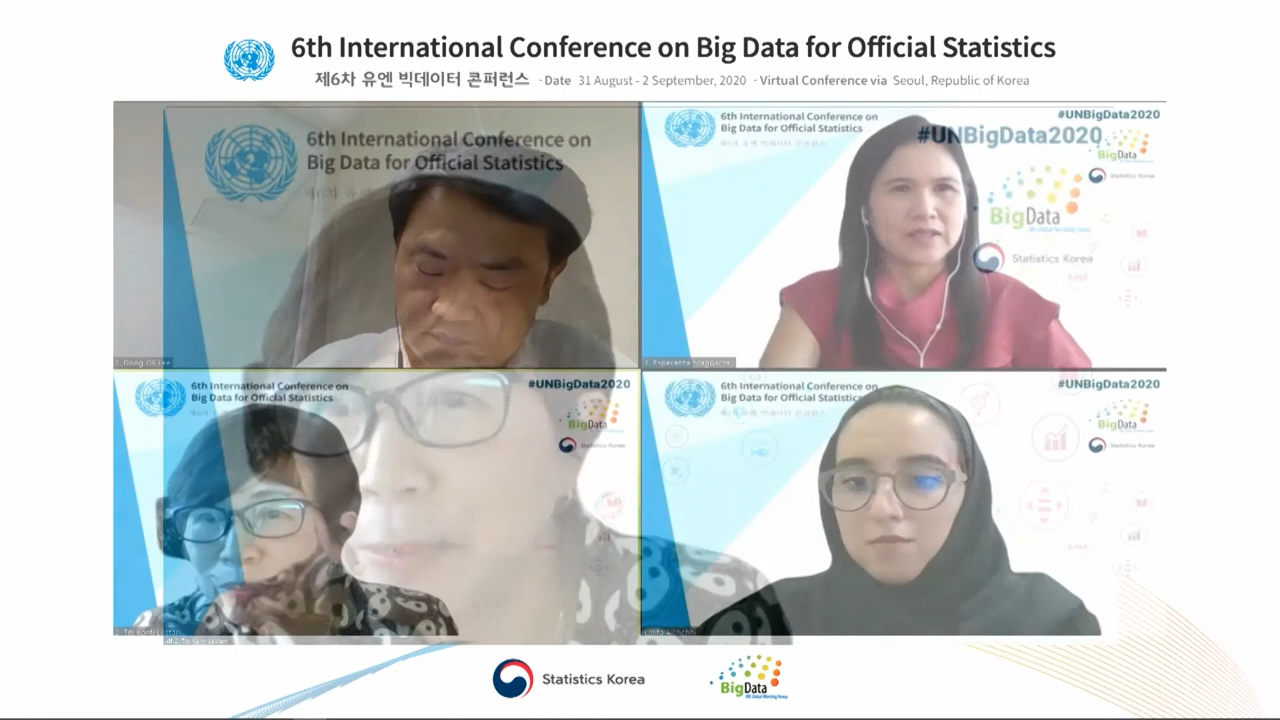 6th International Conference on Big Data for Official Statistics
제6차 유엔 빅데이터 콘퍼런스 · Date 31 August - 2 September, 2020 · Virtual Conference via Seoul, Republic of Korea
6th International Conference on
Big Data for Official Statistics
6th International Conference on
Big Data for Official Statistics
#UNBigData2020
#UNBigData2020
BigData
Statistics Korea
BigData
Statistics Korea
6th International Conference on
Big Data for Official Statistics
#UNBigData2020
BigData
Statistics Korea
6th International Conference on
Big Data for Official Statistics
#UNBigData2020
BigData
Statistics Korea
Statistics Korea
BigData